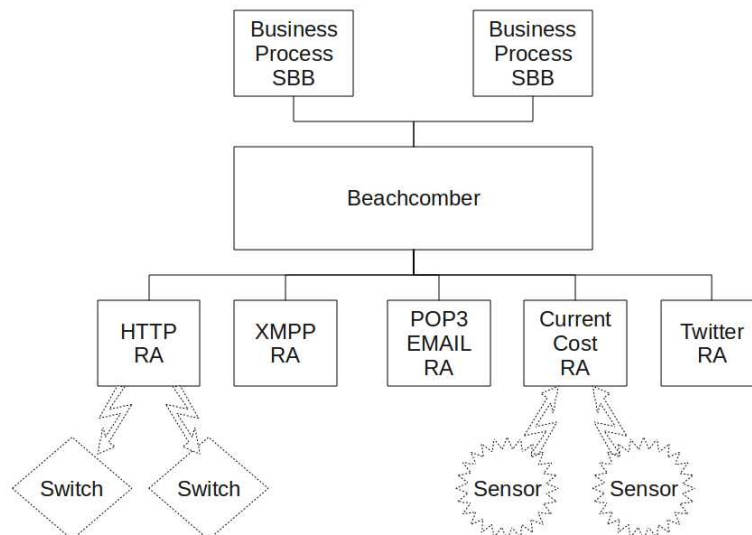 Business
Process
SBB
Business
Process
SBB
Beachcomber
HTTP
RA
XMPP
RA
POP3
EMAIL
RA
Current
Cost
RA
Twitter
RA
Switch
Switch
Sensor
Sensor